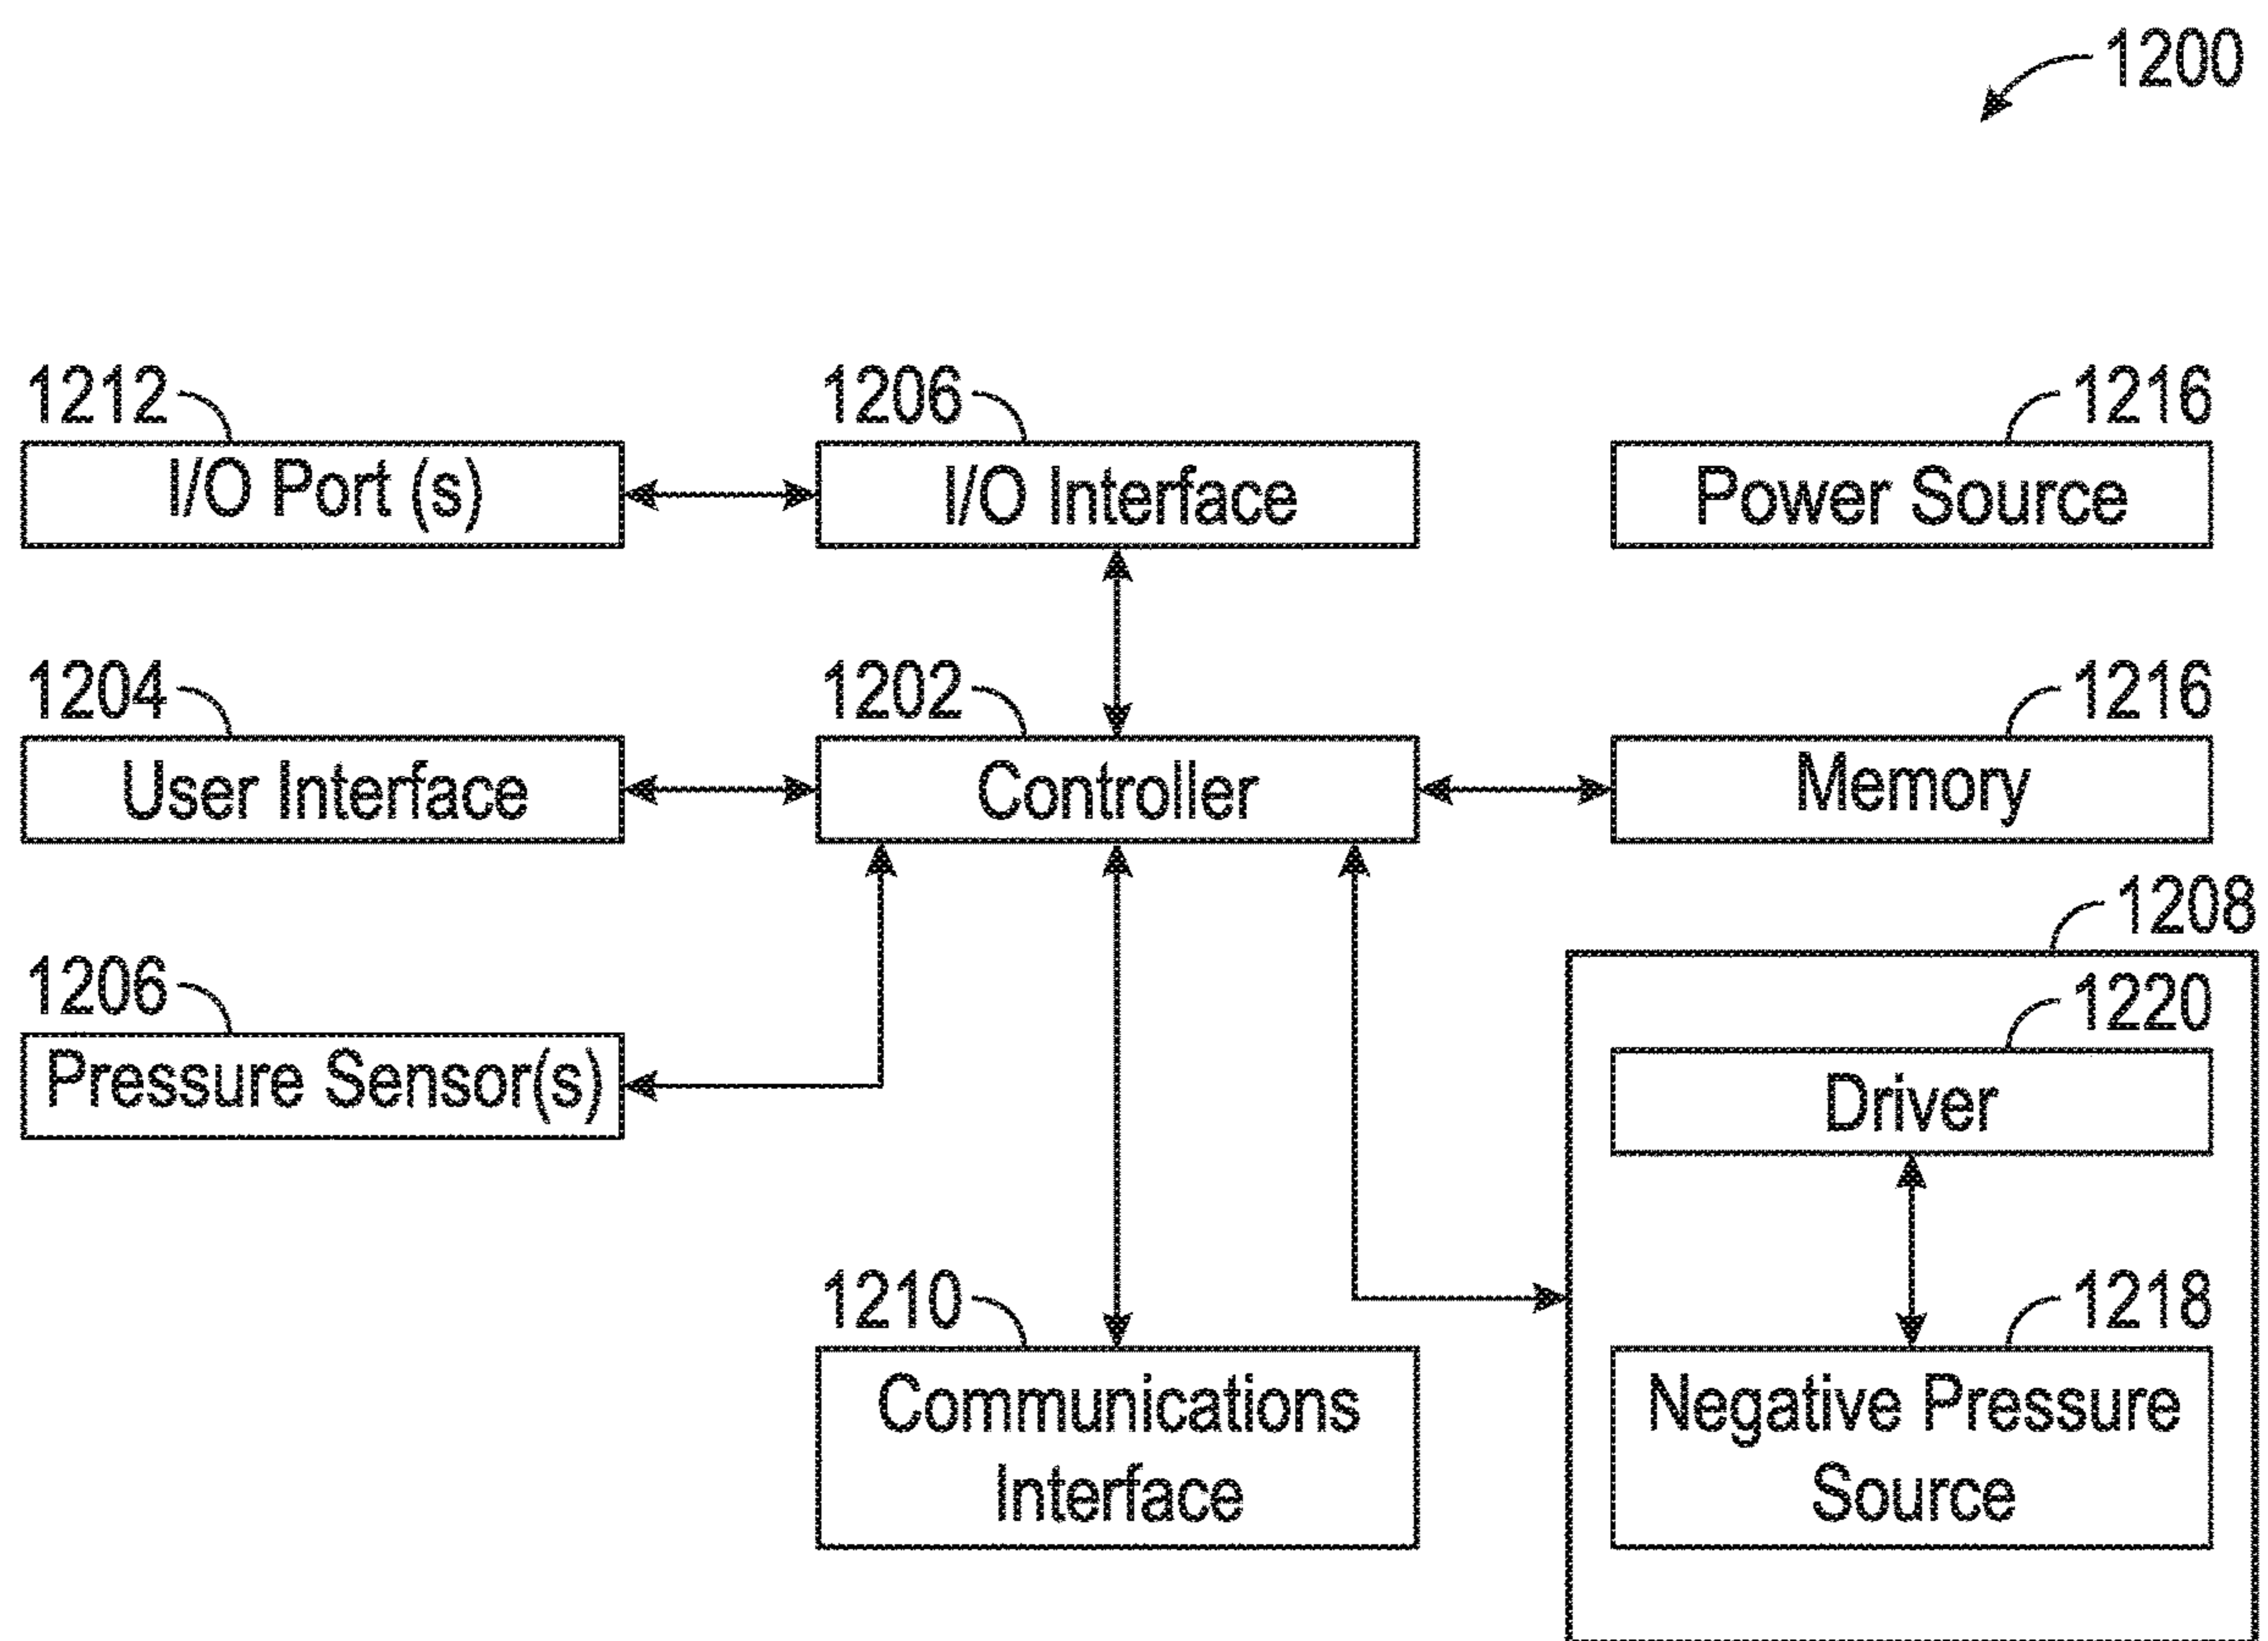 1200
1212
I/O Port (s)
1206
I/O Interface
1216
Power Source
1204
User Interface
1202
Controller
1216
Memory
1206
Pressure Sensor(s)
1208
1220
Driver
1210
Communications
Interface
1218
Negative Pressure
Source